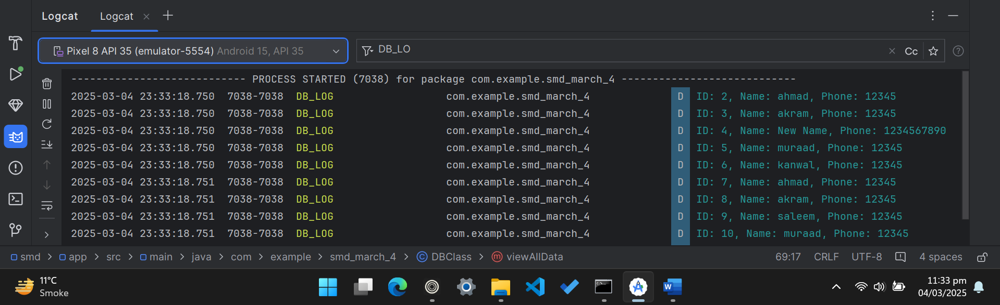 Logcat Logcat
Pixel 8 API 35 (emulator-5554) Android 15, API 35 DB_LO Cc
---------------------------- PROCESS STARTED (7038) for package com.example.smd_march_4 ----------------------------
2025-03-04 23:33:18.750 7038-7038 DB_LOG com.example.smd_march_4 D ID: 2, Name: ahmad, Phone: 12345
2025-03-04 23:33:18.750 7038-7038 DB_LOG com.example.smd_march_4 D ID: 3, Name: akram, Phone: 12345
2025-03-04 23:33:18.750 7038-7038 DB_LOG com.example.smd_march_4 D ID: 4, Name: New Name, Phone: 1234567890
2025-03-04 23:33:18.750 7038-7038 DB_LOG com.example.smd_march_4 D ID: 5, Name: muraad, Phone: 12345
2025-03-04 23:33:18.750 7038-7038 DB_LOG com.example.smd_march_4 D ID: 6, Name: kanwal, Phone: 12345
2025-03-04 23:33:18.751 7038-7038 DB_LOG com.example.smd_march_4 D ID: 7, Name: ahmad, Phone: 12345
2025-03-04 23:33:18.751 7038-7038 DB_LOG com.example.smd_march_4 D ID: 8, Name: akram, Phone: 12345
2025-03-04 23:33:18.751 7038-7038 DB_LOG com.example.smd_march_4 D ID: 9, Name: saleem, Phone: 12345
2025-03-04 23:33:18.751 7038-7038 DB_LOG com.example.smd_march_4 D ID: 10, Name: muraad, Phone: 12345
smd > app > src > main > java > com > example > smd_march_4 > DBClass > viewAllData 69:17 CRLF UTF-8 4 spaces
11°C 11:33 pm
Smoke 04/03/2025